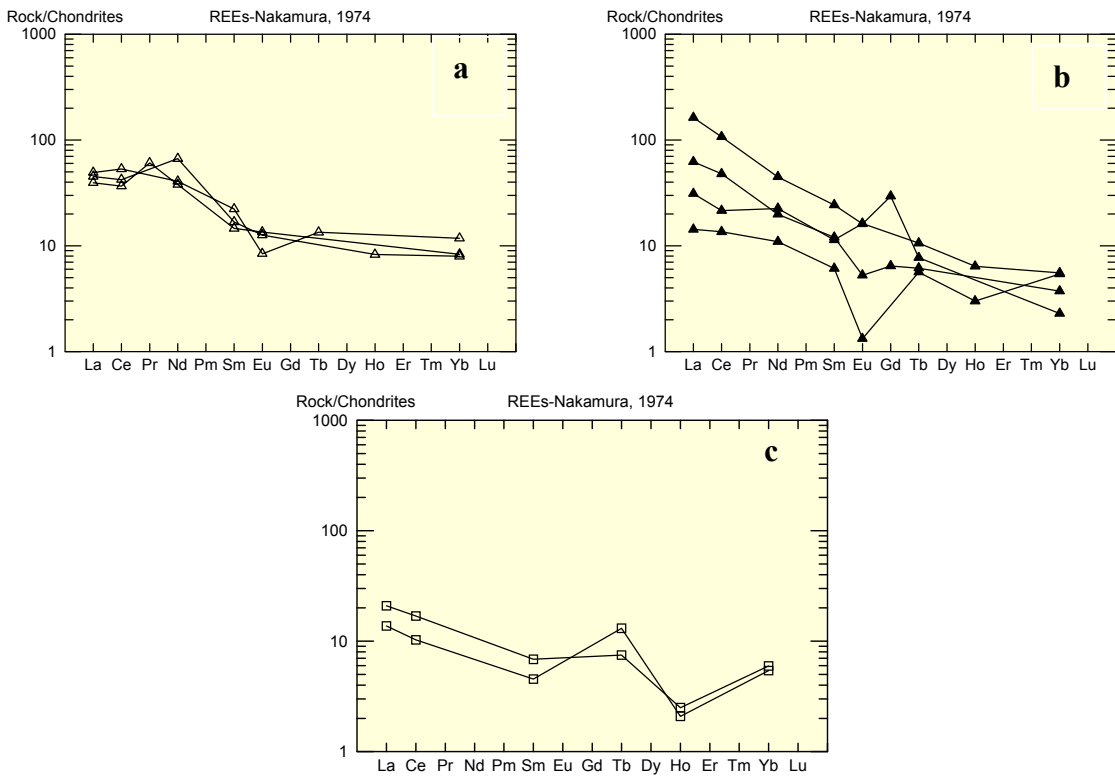 Rock/Chondrites REEs-Nakamura, 1974
1000
100
10
1
a
La Ce Pr Nd Pm Sm Eu Gd Tb Dy Ho Er Tm Yb Lu
Rock/Chondrites REEs-Nakamura, 1974
1000
100
10
1
b
La Ce Pr Nd Pm Sm Eu Gd Tb Dy Ho Er Tm Yb Lu
Rock/Chondrites REEs-Nakamura, 1974
1000
100
10
1
c
La Ce Pr Nd Pm Sm Eu Gd Tb Dy Ho Er Tm Yb Lu